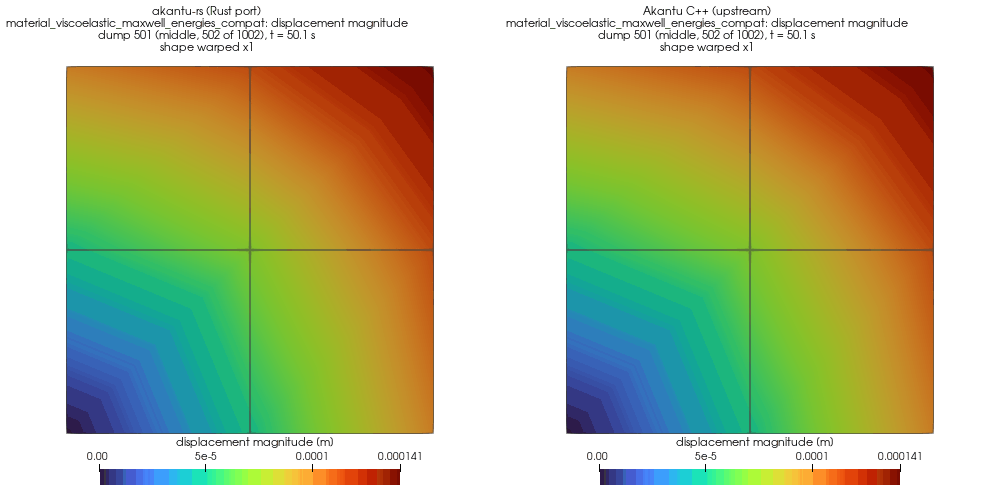 akantu-rs (Rust port)
material_viscoelastic_maxwell_energies_compat: displacement magnitude
dump 501 (middle, 502 of 1002), t = 50.1 s
shape warped x1
displacement magnitude (m)
0.00 5e-5 0.0001 0.000141
Akantu C++ (upstream)
material_viscoelastic_maxwell_energies_compat: displacement magnitude
dump 501 (middle, 502 of 1002), t = 50.1 s
shape warped x1
displacement magnitude (m)
0.00 5e-5 0.0001 0.000141